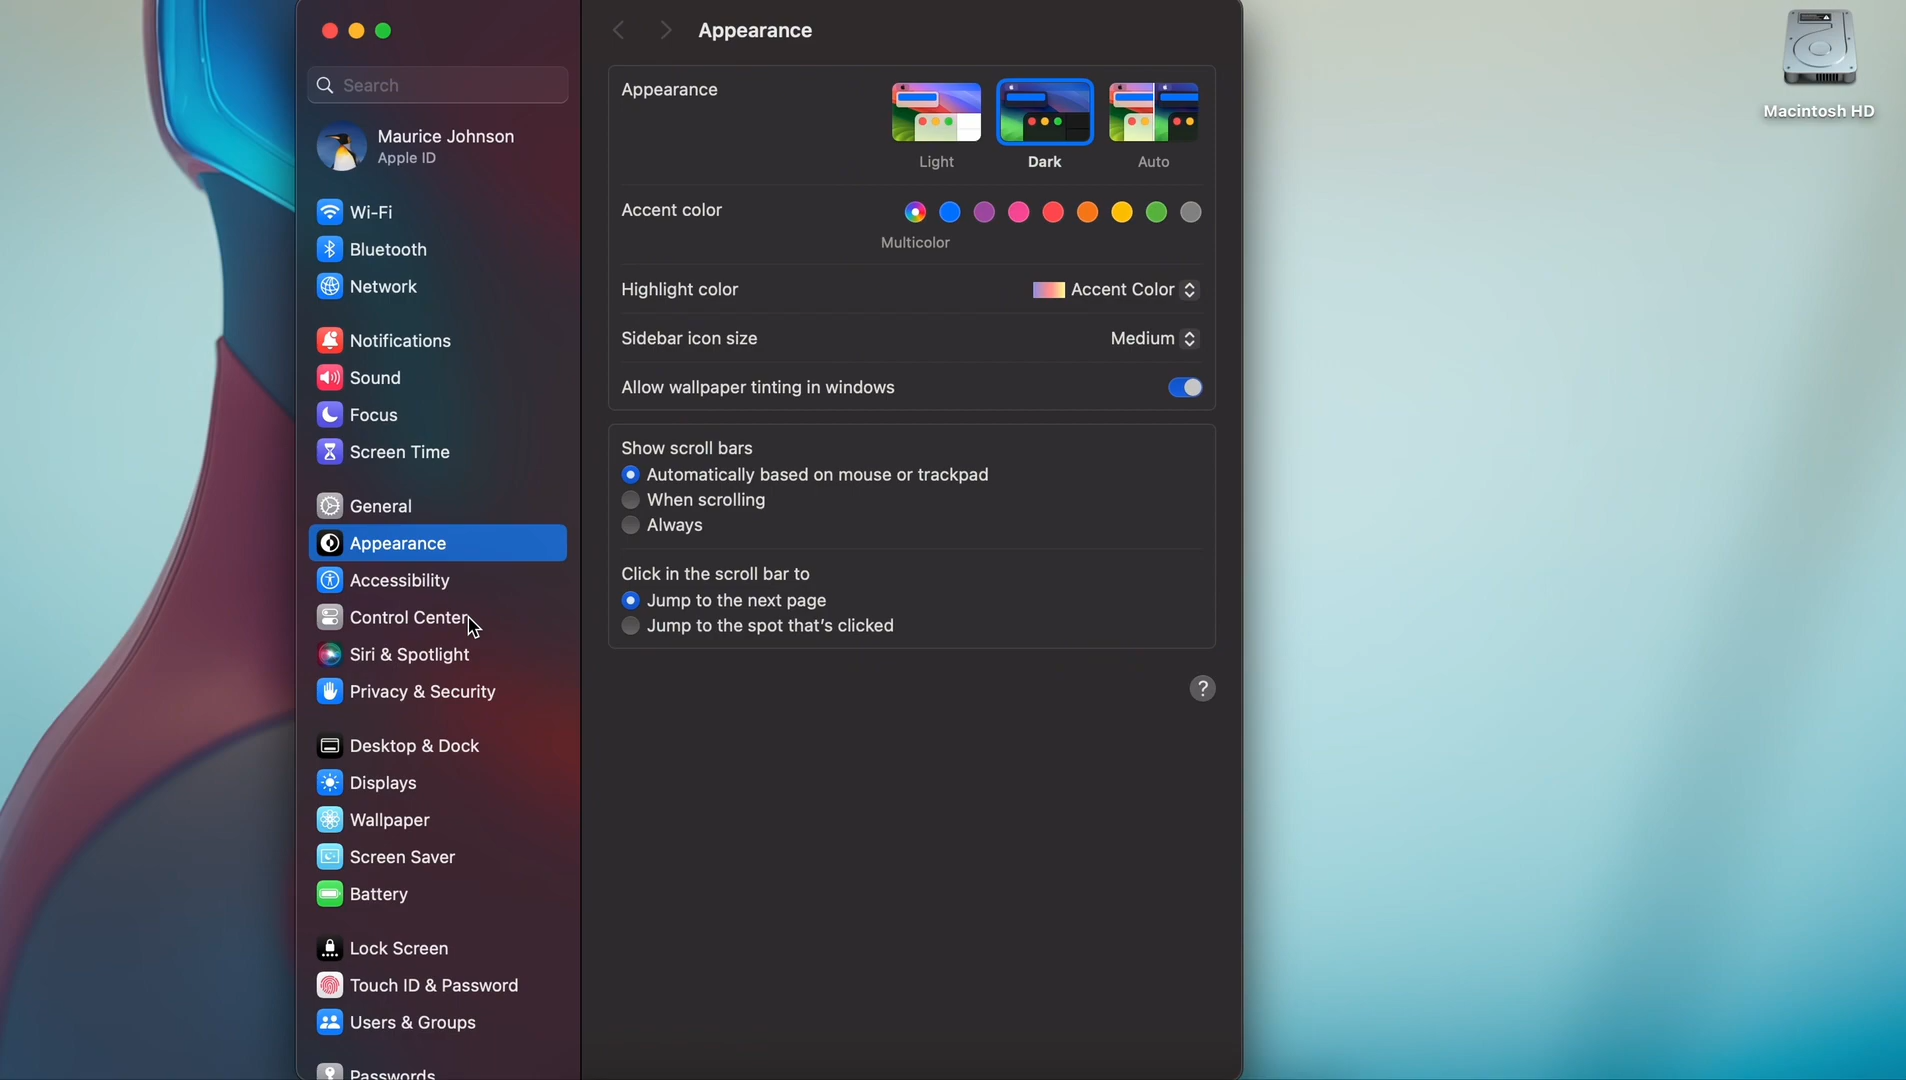 Appearance
Search
Maurice Johnson
Apple ID
Wi-Fi
Bluetooth
Network
Notifications
Sound
Focus
Screen Time
General
Appearance
Accessibility
Control Center
Siri & Spotlight
Privacy & Security
Desktop & Dock
Displays
Wallpaper
Screen Saver
Battery
Lock Screen
Touch ID & Password
Users & Groups
Passwords
Appearance
Light
Dark
Auto
Accent color
Multicolor
Highlight color
Accent Color
Sidebar icon size
Medium
Allow wallpaper tinting in windows
Show scroll bars
Automatically based on mouse or trackpad
When scrolling
Always
Click in the scroll bar to
Jump to the next page
Jump to the spot that’s clicked
?
Macintosh HD